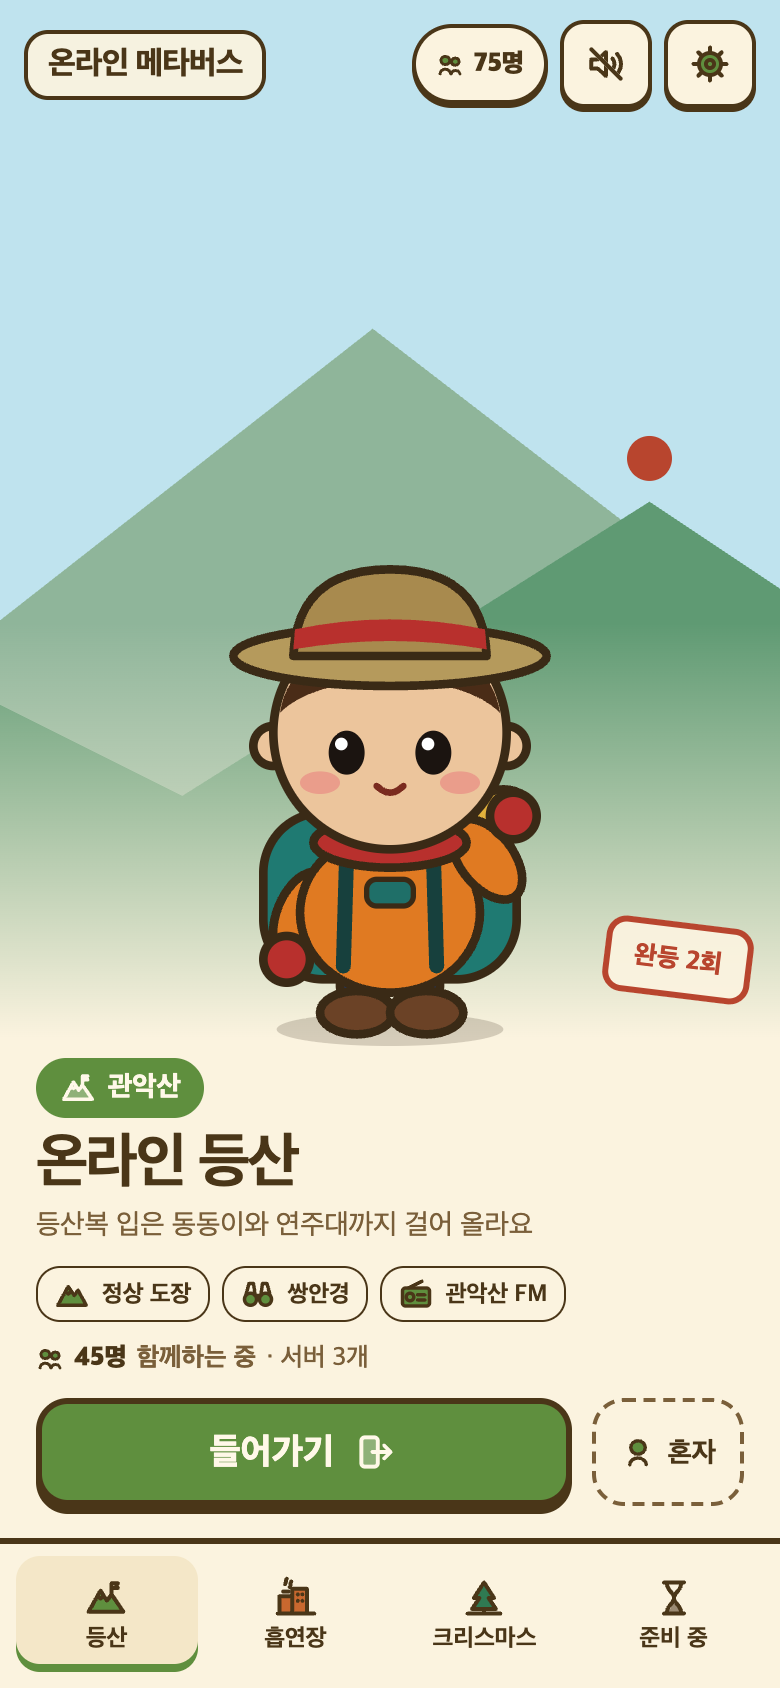 온라인 메타버스
75명
완등 2회
관악산
온라인 등산
등산복 입은 동동이와 연주대까지 걸어 올라요
정상 도장
쌍안경
관악산 FM
45명 함께하는 중 · 서버 3개
들어가기
혼자
등산
흡연장
크리스마스
준비 중